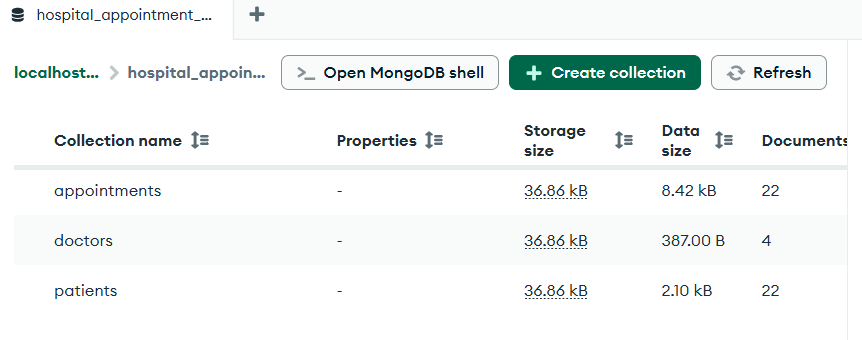 hospital_appointment_...
localhost... hospital_appoin... >_ Open MongoDB shell + Create collection Refresh
Collection name Properties Storage size Data size Documents
appointments - 36.86 kB 8.42 kB 22
doctors - 36.86 kB 387.00 B 4
patients - 36.86 kB 2.10 kB 22